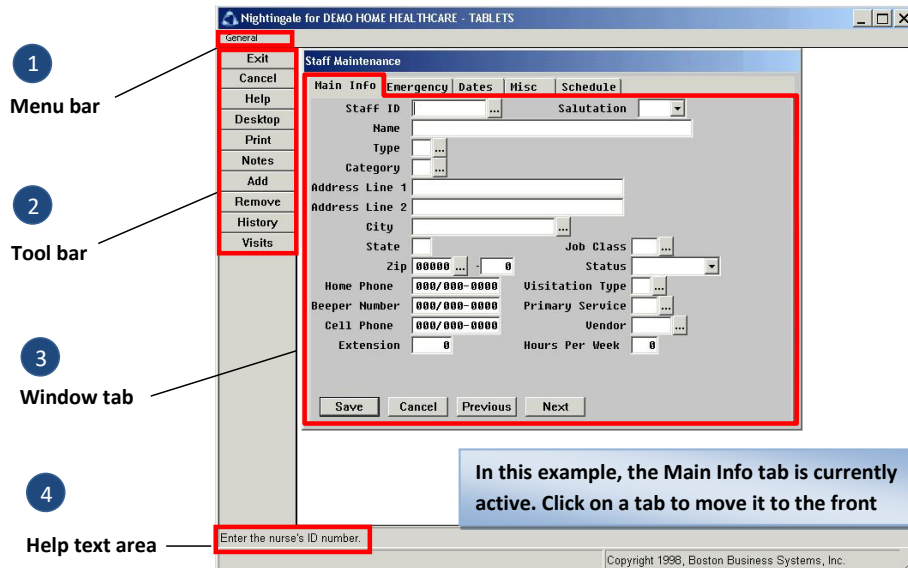 Nightingale for DEMO HOME HEALTHCARE - TABLETS
General
1
Menu bar
Exit
Cancel
Help
Desktop
Print
Notes
Add
Remove
History
Visits
2
Tool bar
Staff Maintenance
Main Info Emergency Dates Misc Schedule
Staff ID ... Salutation
Name
Type ...
Category ...
Address Line 1
Address Line 2
City ...
State Job Class ...
Zip 00000 ... - 0 Status
Home Phone 000/000-0000 Visitation Type ...
Beeper Number 000/000-0000 Primary Service ...
Cell Phone 000/000-0000 Vendor ...
Extension 0 Hours Per Week 0
Save Cancel Previous Next
3
Window tab
In this example, the Main Info tab is currently
active. Click on a tab to move it to the front
4
Help text area
Enter the nurse's ID number.
Copyright 1998, Boston Business Systems, Inc.